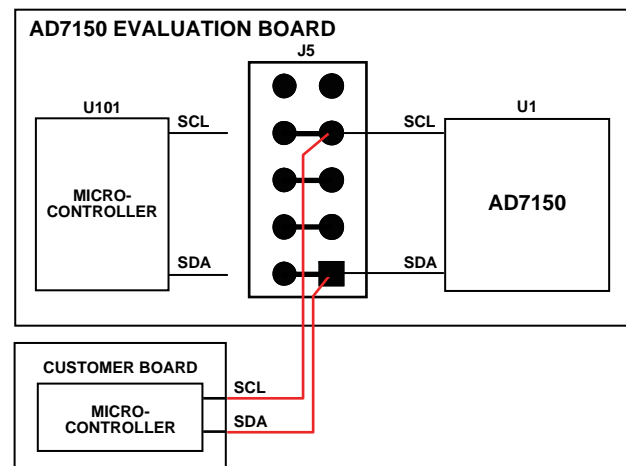 AD7150 EVALUATION BOARD
J5
U101
SCL
MICRO-
CONTROLLER
SDA
SCL
SDA
U1
AD7150
CUSTOMER BOARD
MICRO-
CONTROLLER
SCL
SDA